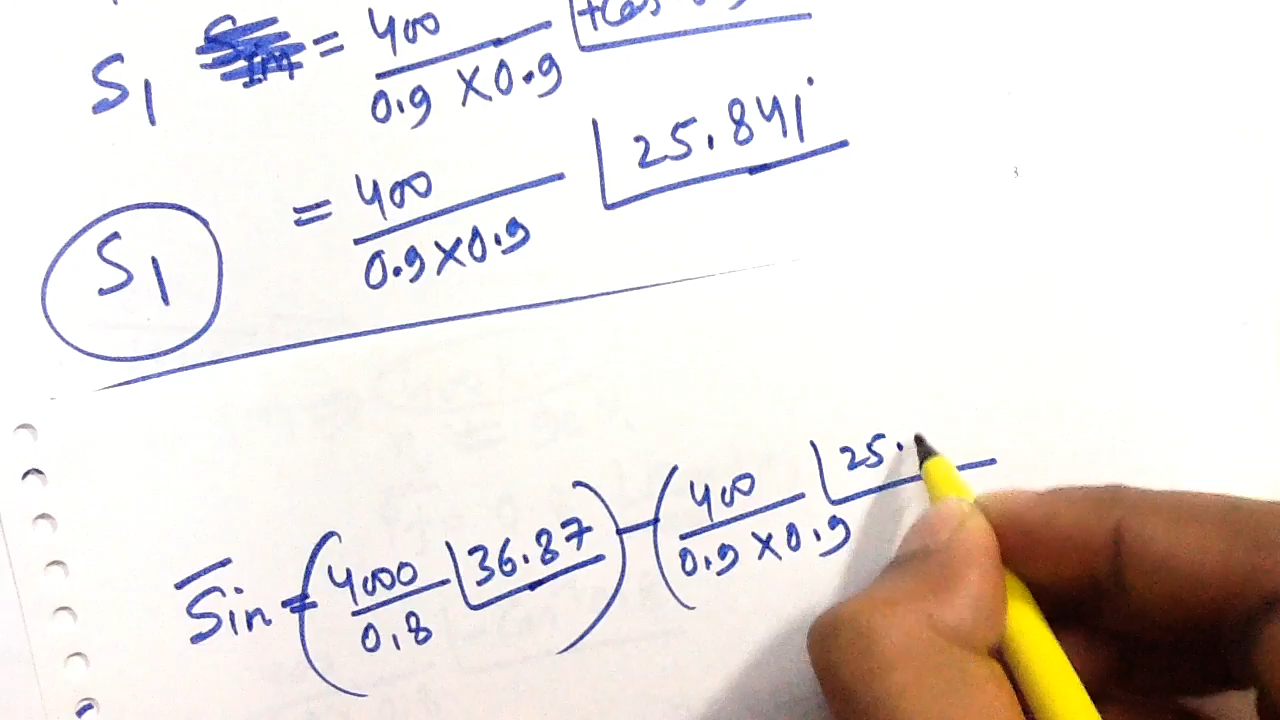 S1 = 400 / 0.9 × 0.9
= 400 / 0.9 × 0.9 ∠25.841°
S1
S̅in = (4000 / 0.8 ∠36.87) − (400 / 0.9 × 0.9 ∠25.